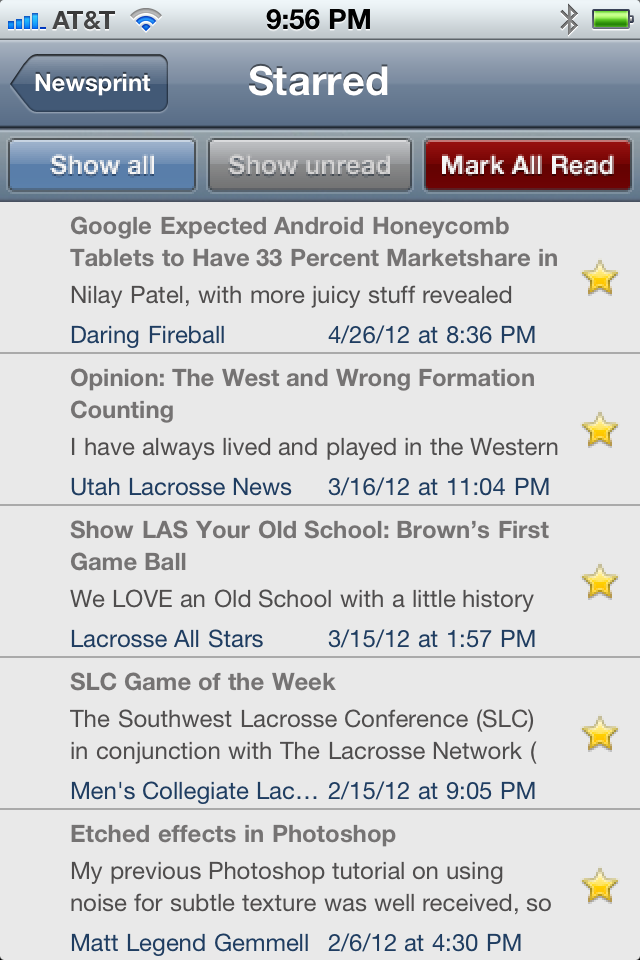 AT&T 9:56 PM
Newsprint Starred
Show all Show unread Mark All Read
Google Expected Android Honeycomb
Tablets to Have 33 Percent Marketshare in
Nilay Patel, with more juicy stuff revealed
Daring Fireball 4/26/12 at 8:36 PM
Opinion: The West and Wrong Formation
Counting
I have always lived and played in the Western
Utah Lacrosse News 3/16/12 at 11:04 PM
Show LAS Your Old School: Brown’s First
Game Ball
We LOVE an Old School with a little history
Lacrosse All Stars 3/15/12 at 1:57 PM
SLC Game of the Week
The Southwest Lacrosse Conference (SLC)
in conjunction with The Lacrosse Network (
Men's Collegiate Lac… 2/15/12 at 9:05 PM
Etched effects in Photoshop
My previous Photoshop tutorial on using
noise for subtle texture was well received, so
Matt Legend Gemmell 2/6/12 at 4:30 PM